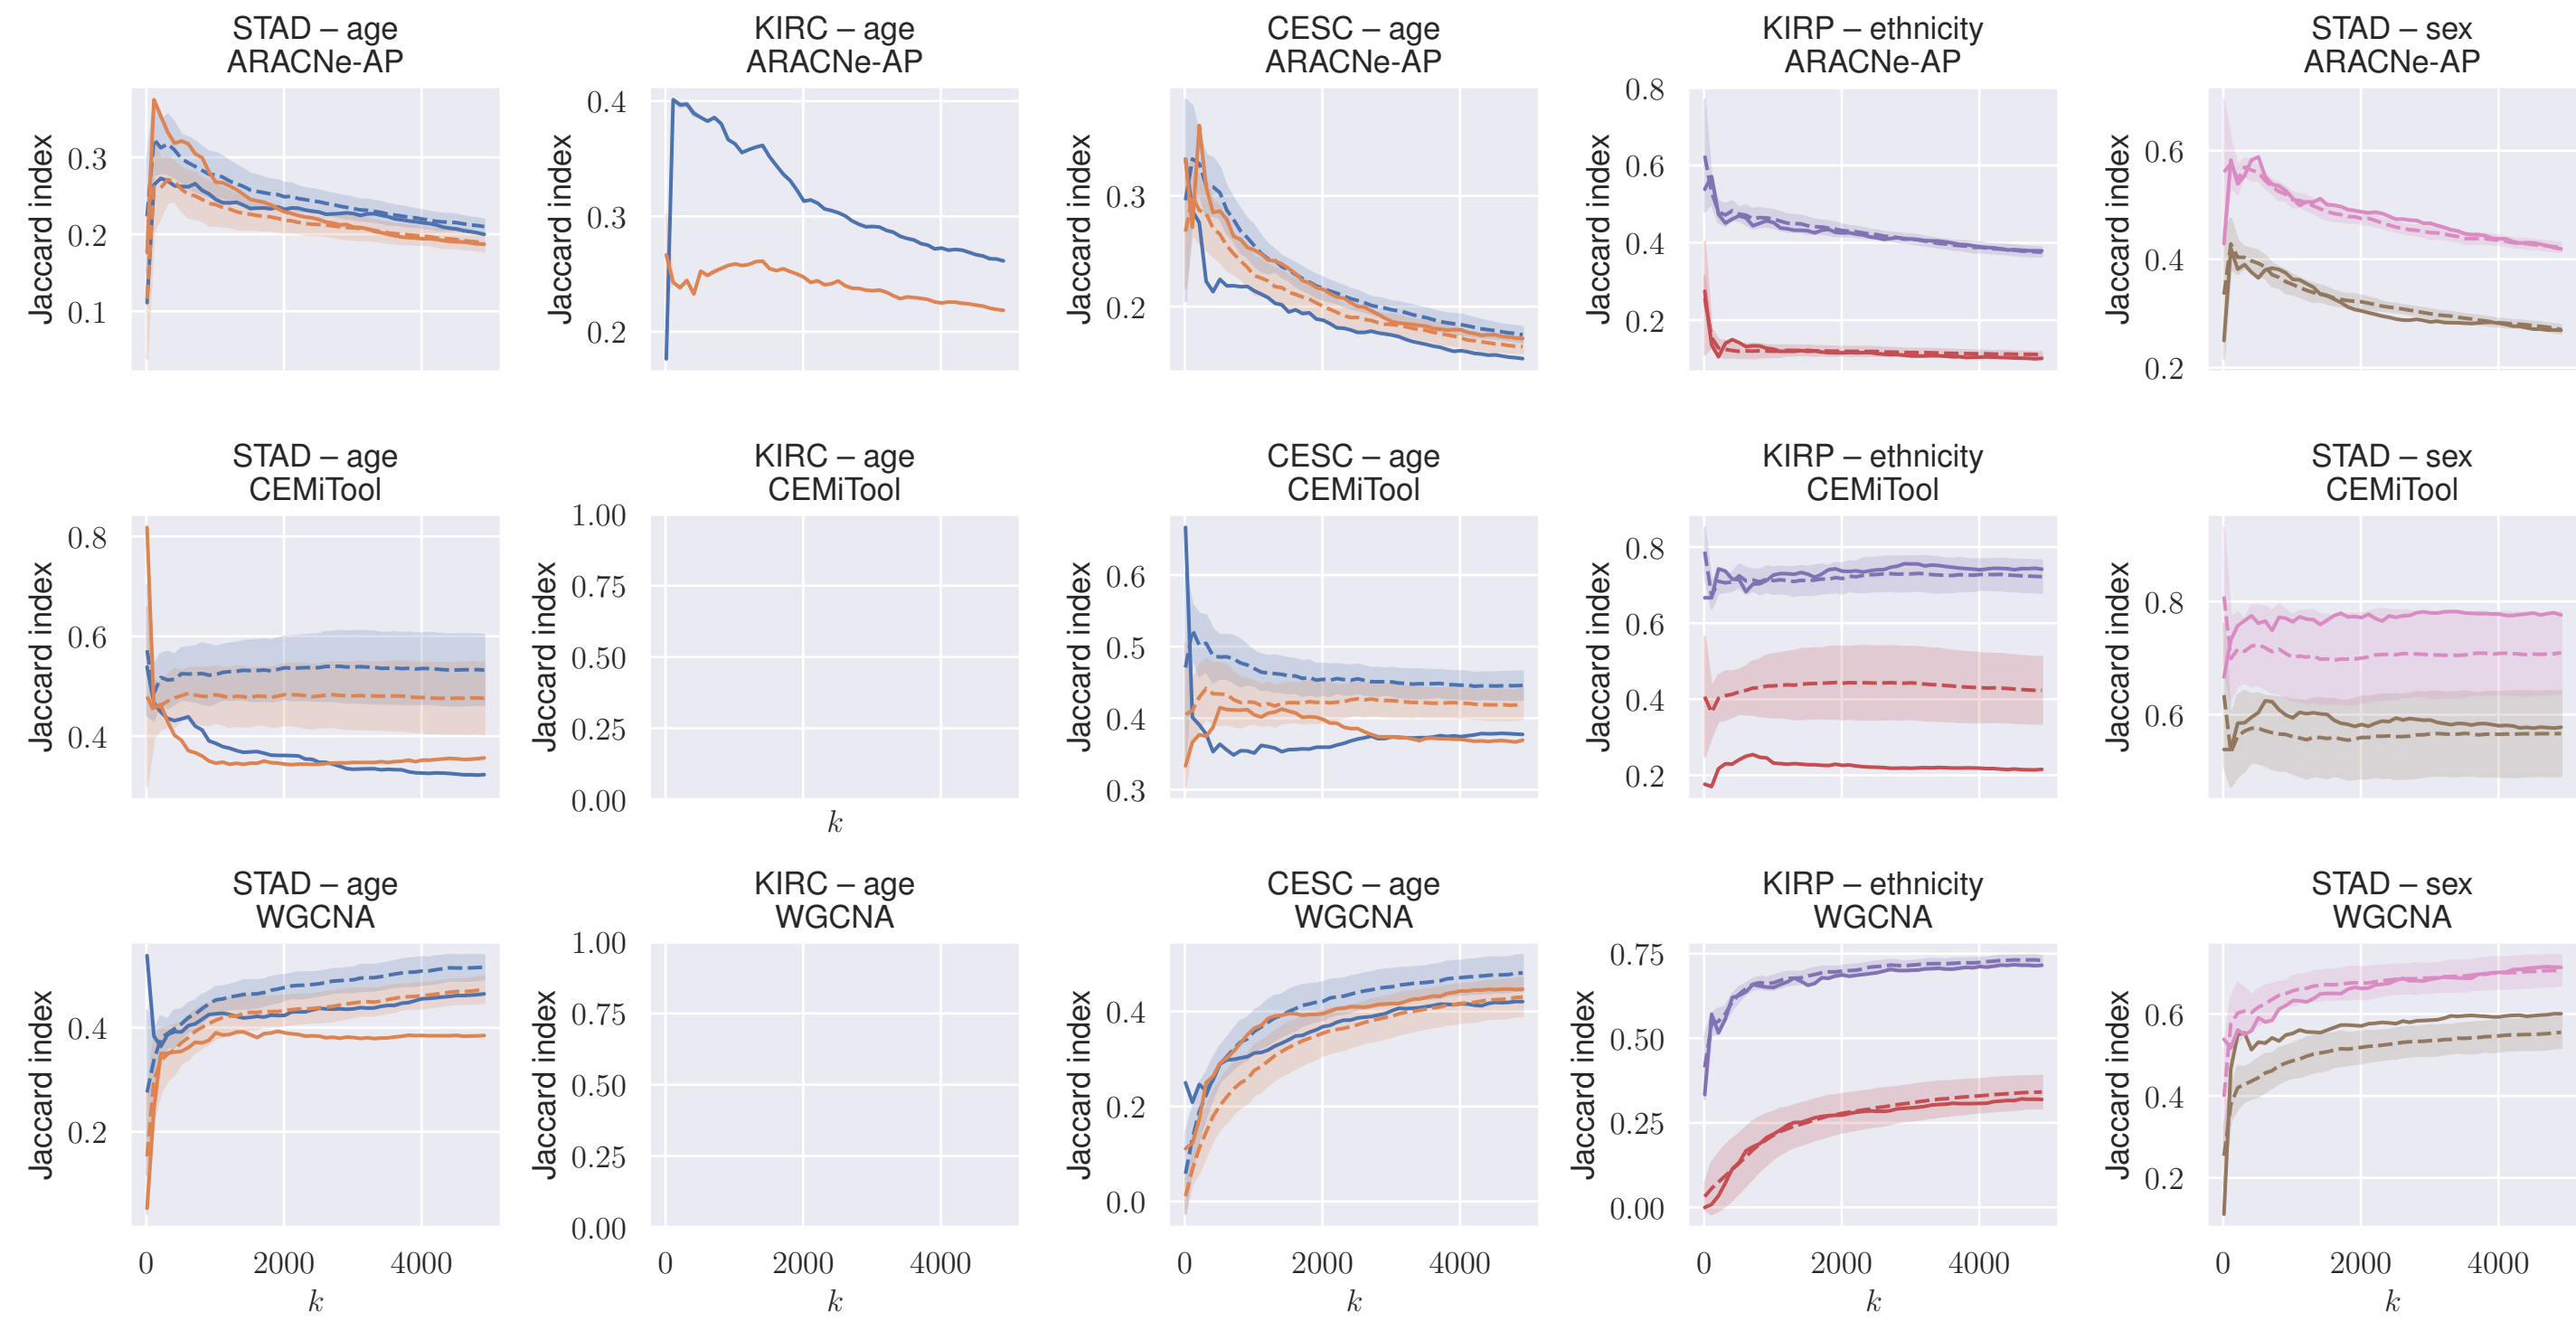 STAD – age
ARACNe-AP
KIRC – age
ARACNe-AP
CESC – age
ARACNe-AP
KIRP – ethnicity
ARACNe-AP
STAD – sex
ARACNe-AP
Jaccard index
0.3
0.2
0.1
Jaccard index
0.4
0.3
0.2
Jaccard index
0.3
0.2
Jaccard index
0.8
0.6
0.4
0.2
Jaccard index
0.6
0.4
0.2
STAD – age
CEMiTool
KIRC – age
CEMiTool
CESC – age
CEMiTool
KIRP – ethnicity
CEMiTool
STAD – sex
CEMiTool
Jaccard index
0.8
0.6
0.4
Jaccard index
1.00
0.75
0.50
0.25
0.00
k
Jaccard index
0.6
0.5
0.4
0.3
Jaccard index
0.8
0.6
0.4
0.2
Jaccard index
0.8
0.6
STAD – age
WGCNA
KIRC – age
WGCNA
CESC – age
WGCNA
KIRP – ethnicity
WGCNA
STAD – sex
WGCNA
Jaccard index
0.4
0.2
0 2000 4000
k
Jaccard index
1.00
0.75
0.50
0.25
0.00
0 2000 4000
k
Jaccard index
0.4
0.2
0.0
0 2000 4000
k
Jaccard index
0.75
0.50
0.25
0.00
0 2000 4000
k
Jaccard index
0.6
0.4
0.2
0 2000 4000
k